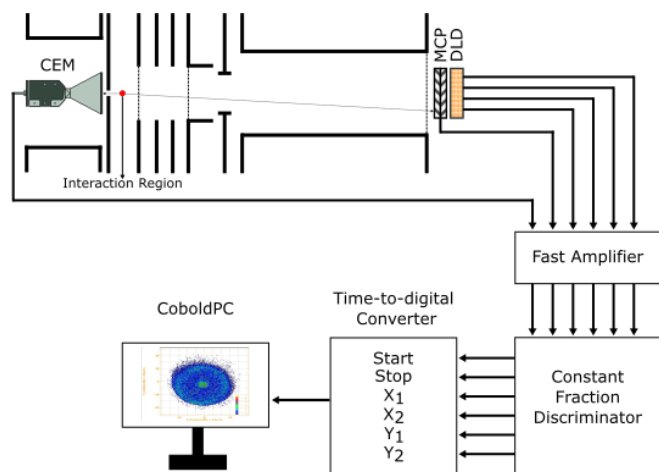 CEM
MCP
DLD
Interaction Region
Fast Amplifier
CoboldPC
Time-to-digital
Converter
Start
Stop
X1
X2
Y1
Y2
Constant
Fraction
Discriminator